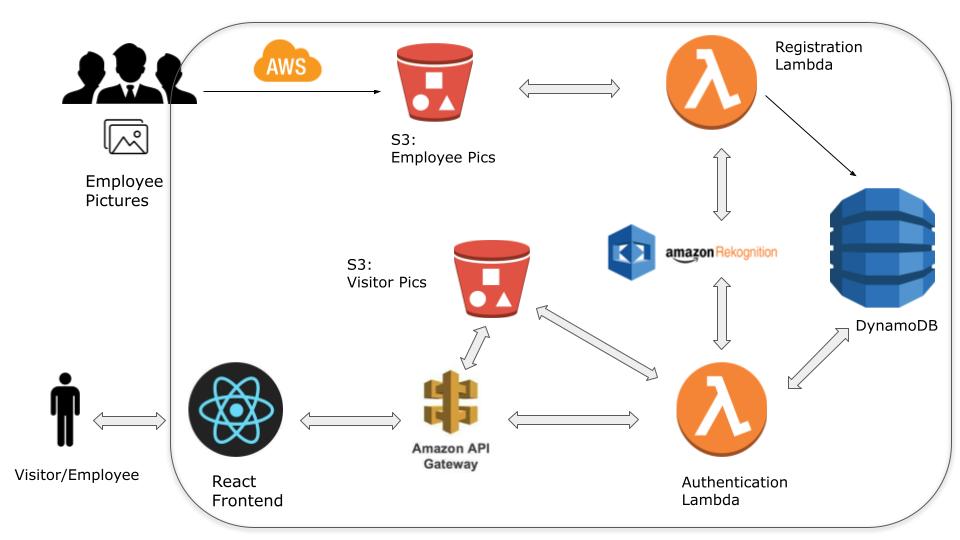 AWS
Registration
Lambda
S3:
Employee Pics
Employee
Pictures
amazon Rekognition
S3:
Visitor Pics
DynamoDB
Amazon API
Gateway
Visitor/Employee
React
Frontend
Authentication
Lambda